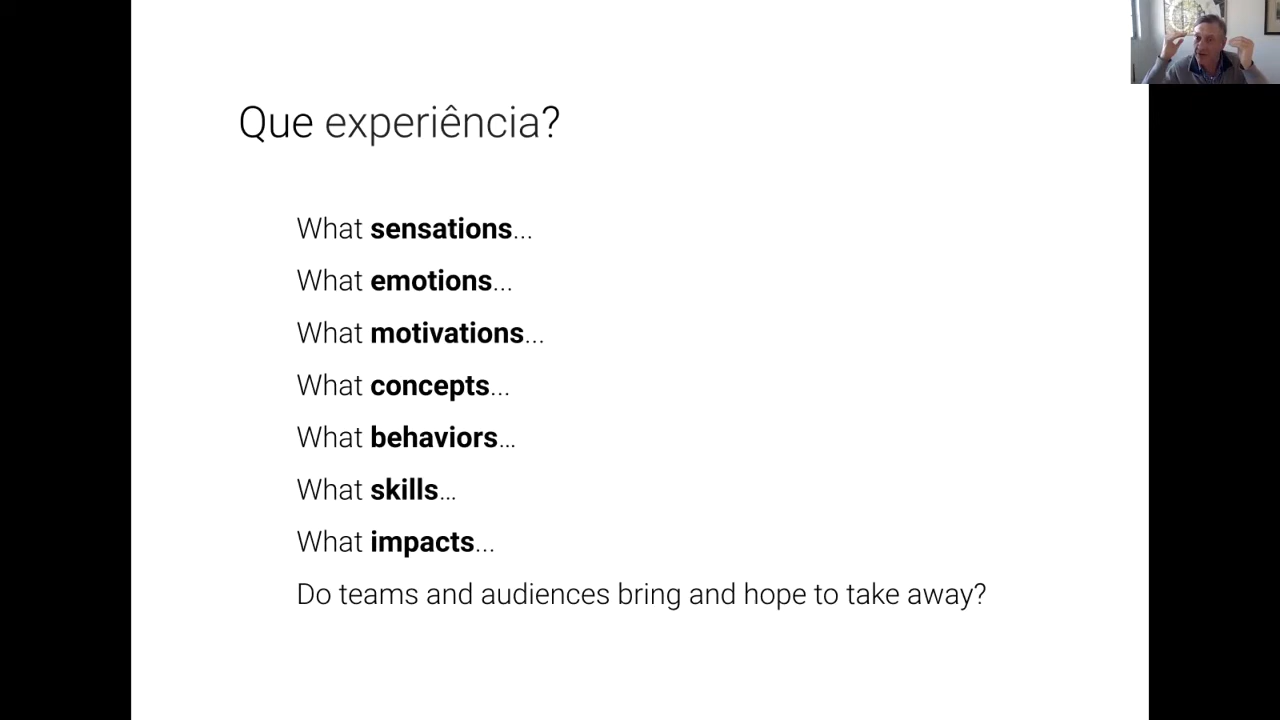 Que experiência?
What sensations...
What emotions...
What motivations...
What concepts...
What behaviors...
What skills...
What impacts...
Do teams and audiences bring and hope to take away?